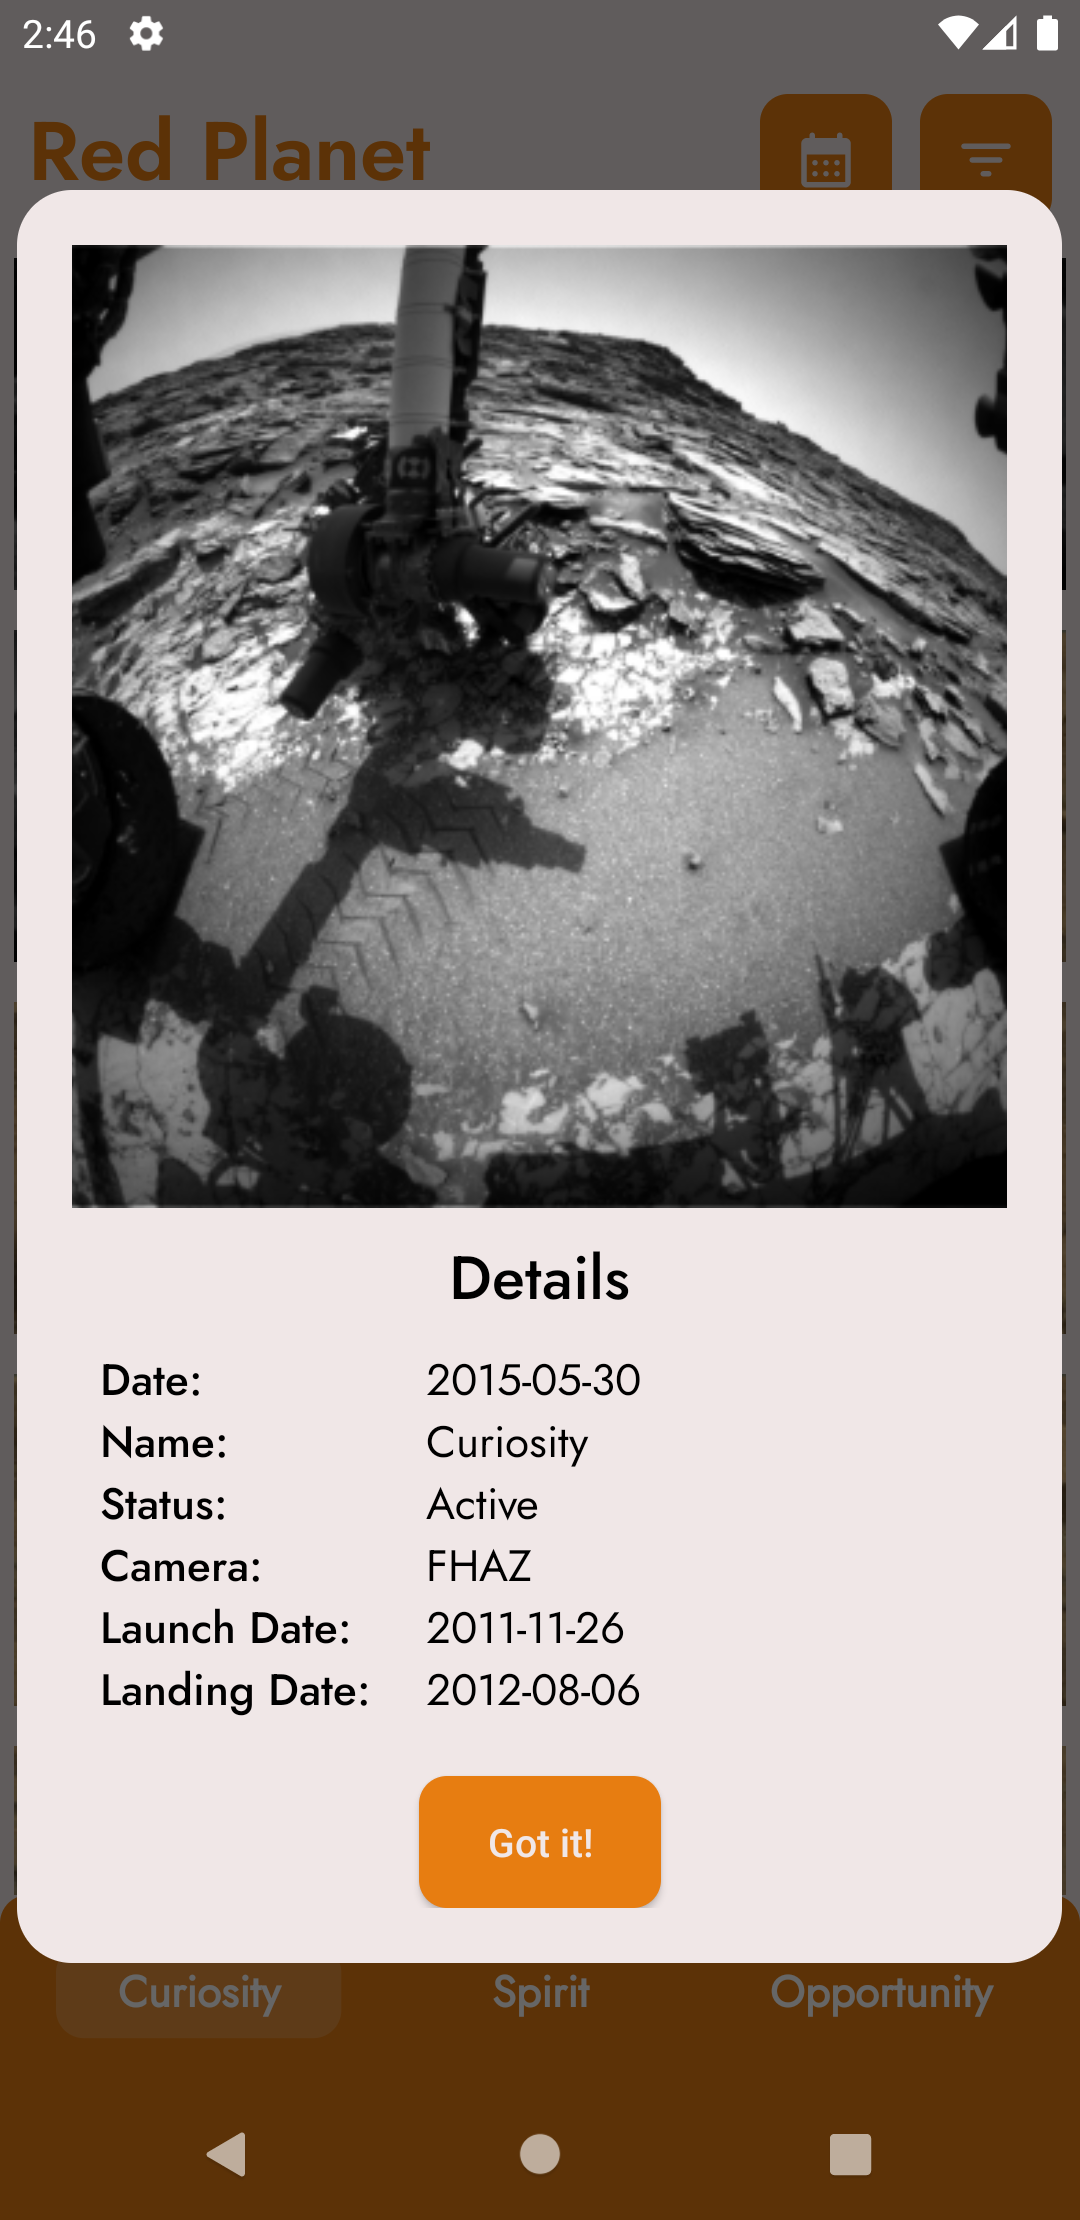 2:46
Red Planet
Details
Date: 2015-05-30
Name: Curiosity
Status: Active
Camera: FHAZ
Launch Date: 2011-11-26
Landing Date: 2012-08-06
Got it!
Curiosity Spirit Opportunity